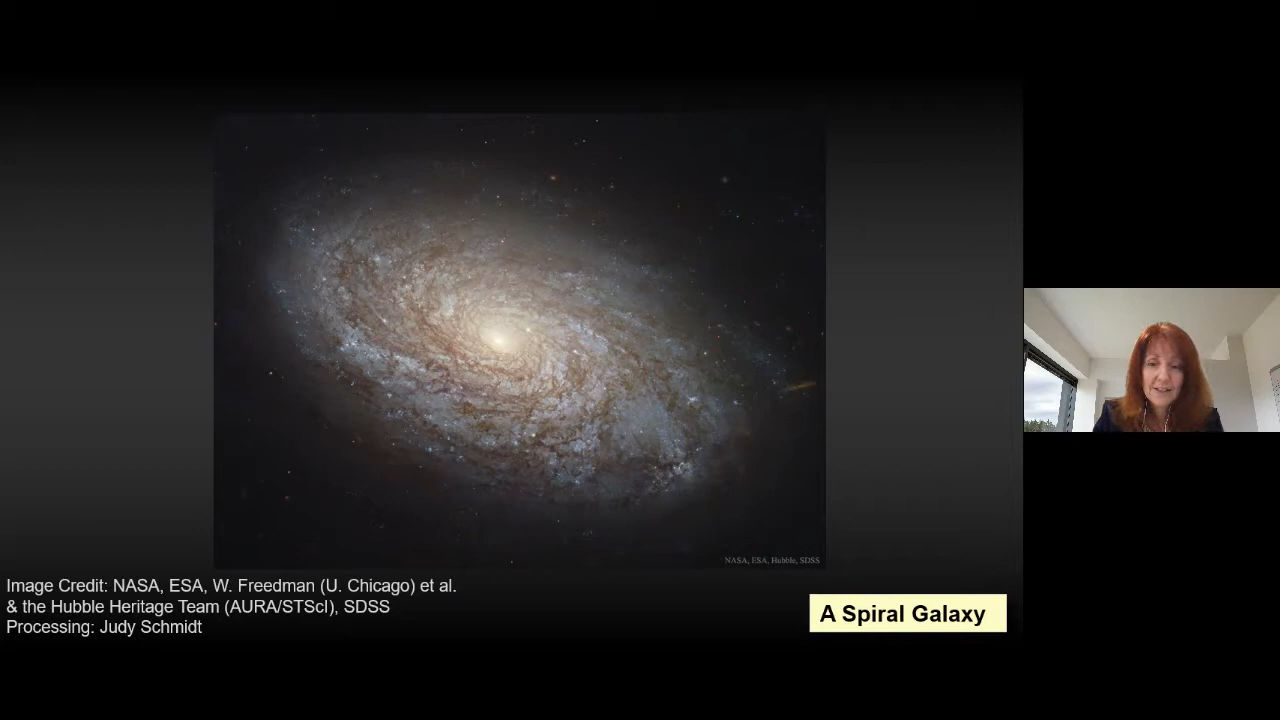 NASA, ESA, Hubble, SDSS
Image Credit: NASA, ESA, W. Freedman (U. Chicago) et al.
& the Hubble Heritage Team (AURA/STScI), SDSS
Processing: Judy Schmidt
A Spiral Galaxy